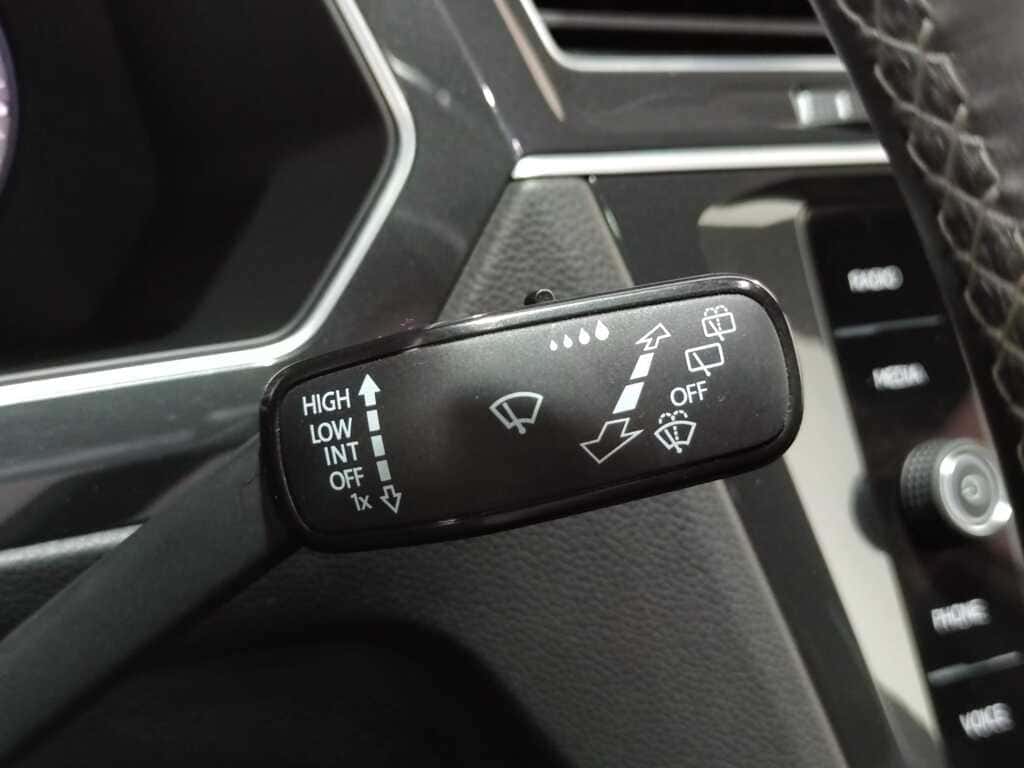 HIGH
LOW
INT
OFF
1x
OFF
RADIO
MEDIA
PHONE
VOICE